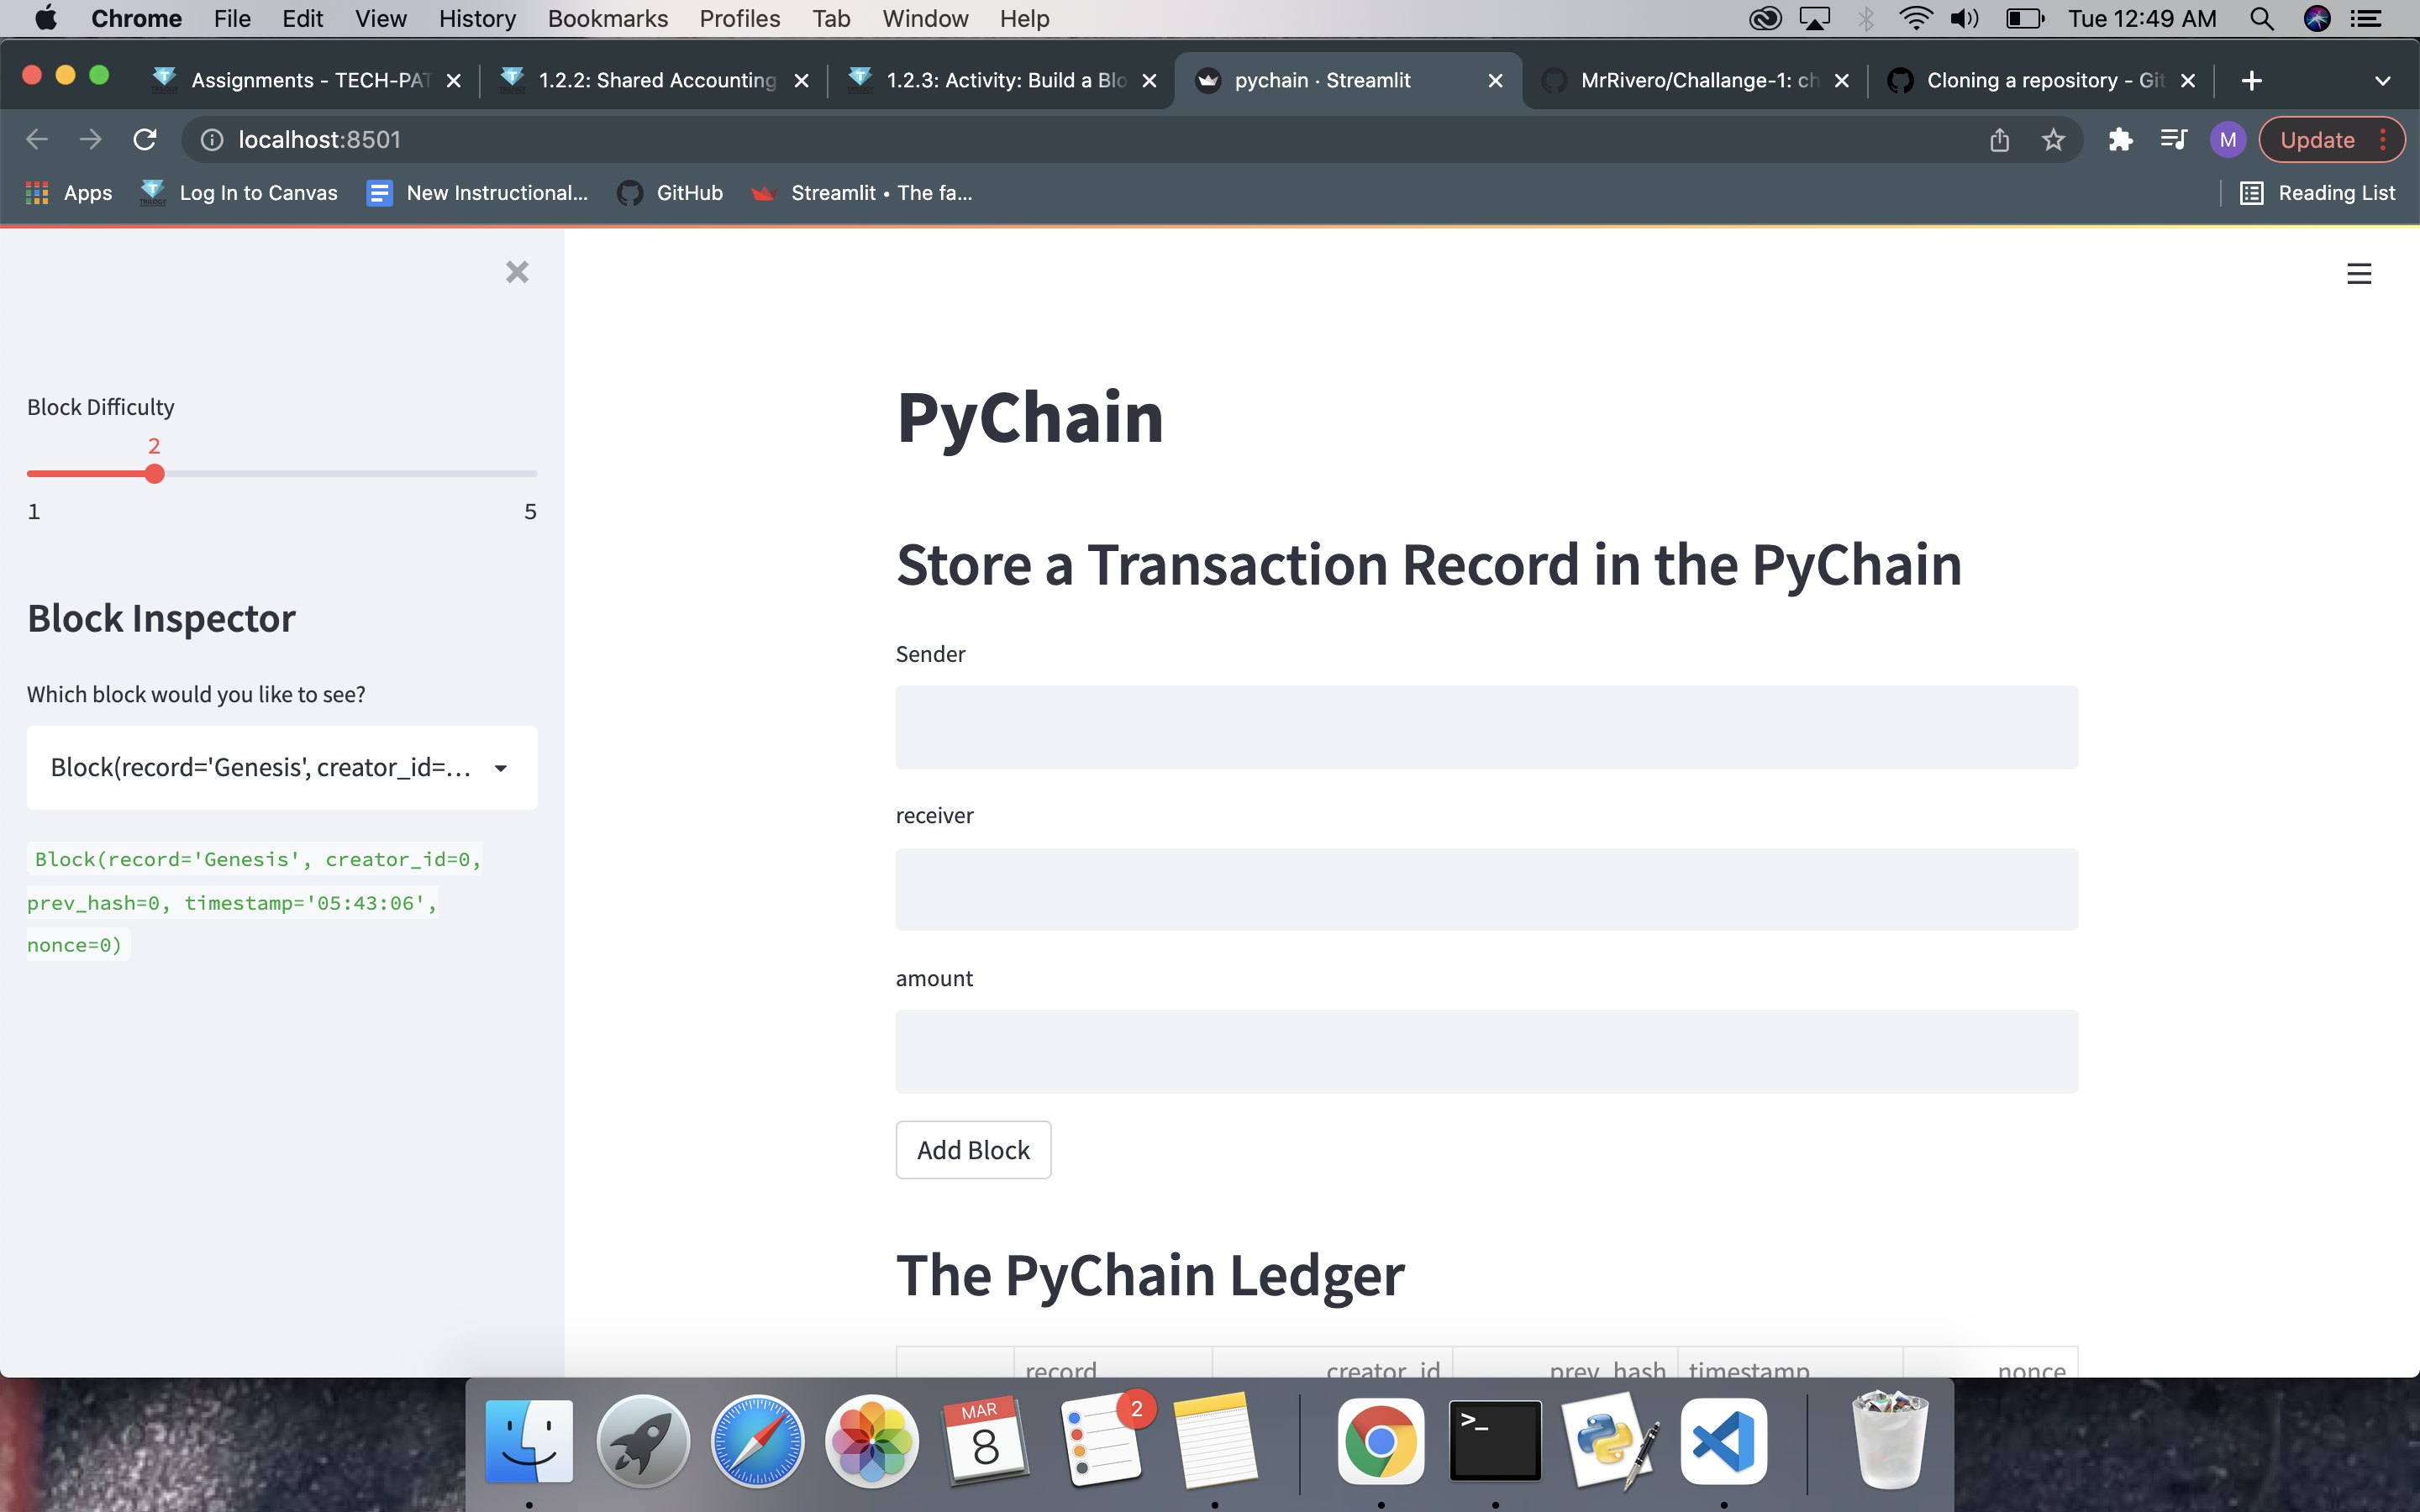 Chrome File Edit View History Bookmarks Profiles Tab Window Help Tue 12:49 AM
Assignments - TECH-PAT 1.2.2: Shared Accounting 1.2.3: Activity: Build a Blo pychain · Streamlit MrRivero/Challange-1: ch Cloning a repository - Git
localhost:8501 M Update
Apps TRILOGY Log In to Canvas New Instructional... GitHub Streamlit • The fa... Reading List
Block Difficulty
2
1 5
Block Inspector
Which block would you like to see?
Block(record='Genesis', creator_id=...
Block(record='Genesis', creator_id=0,
prev_hash=0, timestamp='05:43:06',
nonce=0)
PyChain
Store a Transaction Record in the PyChain
Sender
receiver
amount
Add Block
The PyChain Ledger
record creator_id prev_hash timestamp nonce
MAR
8
2
>_